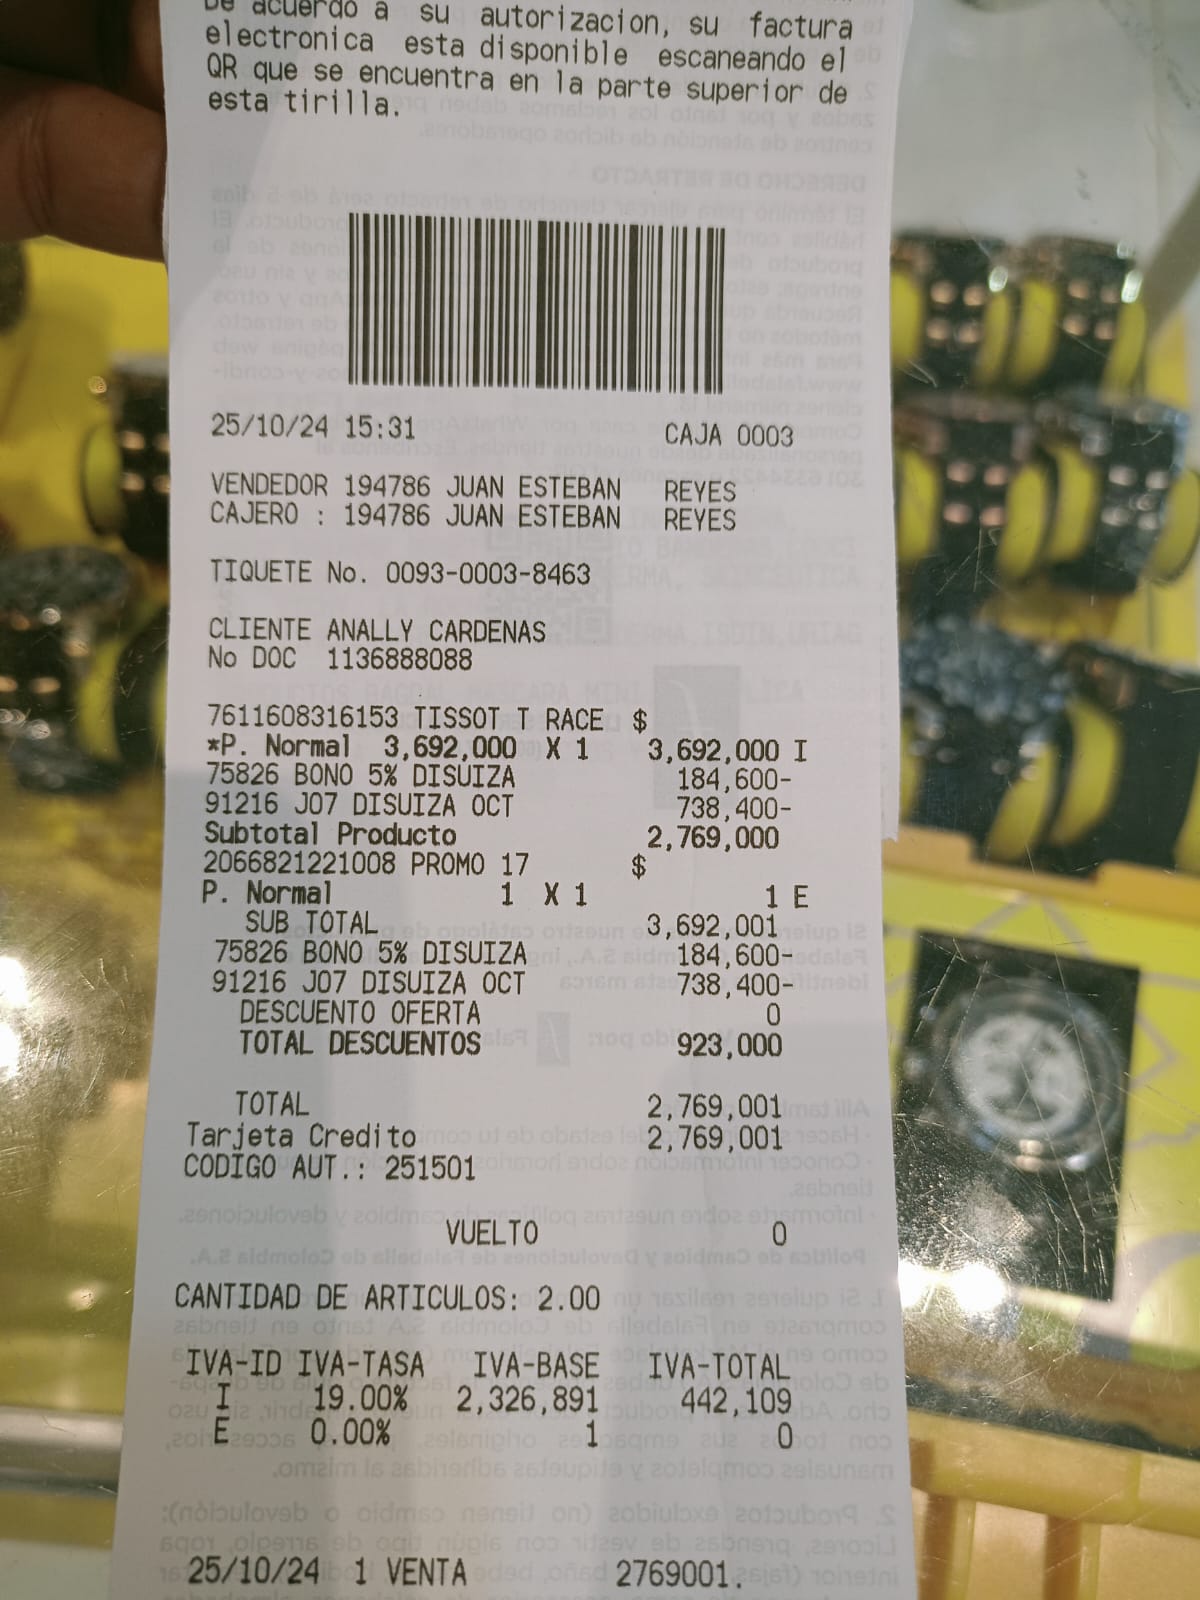 De acuerdo a su autorizacion, su factura
electronica esta disponible escaneando el
QR que se encuentra en la parte superior de
esta tirilla.
25/10/24 15:31 CAJA 0003
VENDEDOR 194786 JUAN ESTEBAN REYES
CAJERO : 194786 JUAN ESTEBAN REYES
TIQUETE No. 0093-0003-8463
CLIENTE ANALLY CARDENAS
No DOC 1136888088
7611608316153 TISSOT T RACE $
*P. Normal 3,692,000 X 1 3,692,000 I
75826 BONO 5% DISUIZA 184,600-
91216 J07 DISUIZA OCT 738,400-
Subtotal Producto 2,769,000
2066821221008 PROMO 17 $
P. Normal 1 X 1 1 E
SUB TOTAL 3,692,001
75826 BONO 5% DISUIZA 184,600-
91216 J07 DISUIZA OCT 738,400-
DESCUENTO OFERTA 0
TOTAL DESCUENTOS 923,000
TOTAL 2,769,001
Tarjeta Credito 2,769,001
CODIGO AUT.: 251501
VUELTO 0
CANTIDAD DE ARTICULOS: 2.00
IVA-ID IVA-TASA IVA-BASE IVA-TOTAL
I 19.00% 2,326,891 442,109
E 0.00% 1 0
25/10/24 1 VENTA 2769001.